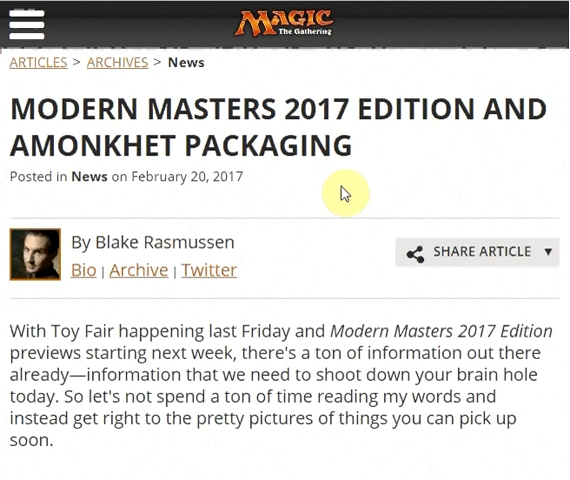 MAGIC
The Gathering
ARTICLES > ARCHIVES > News
MODERN MASTERS 2017 EDITION AND
AMONKHET PACKAGING
Posted in News on February 20, 2017
By Blake Rasmussen
Bio | Archive | Twitter
SHARE ARTICLE
With Toy Fair happening last Friday and Modern Masters 2017 Edition
previews starting next week, there's a ton of information out there
already—information that we need to shoot down your brain hole
today. So let's not spend a ton of time reading my words and
instead get right to the pretty pictures of things you can pick up
soon.